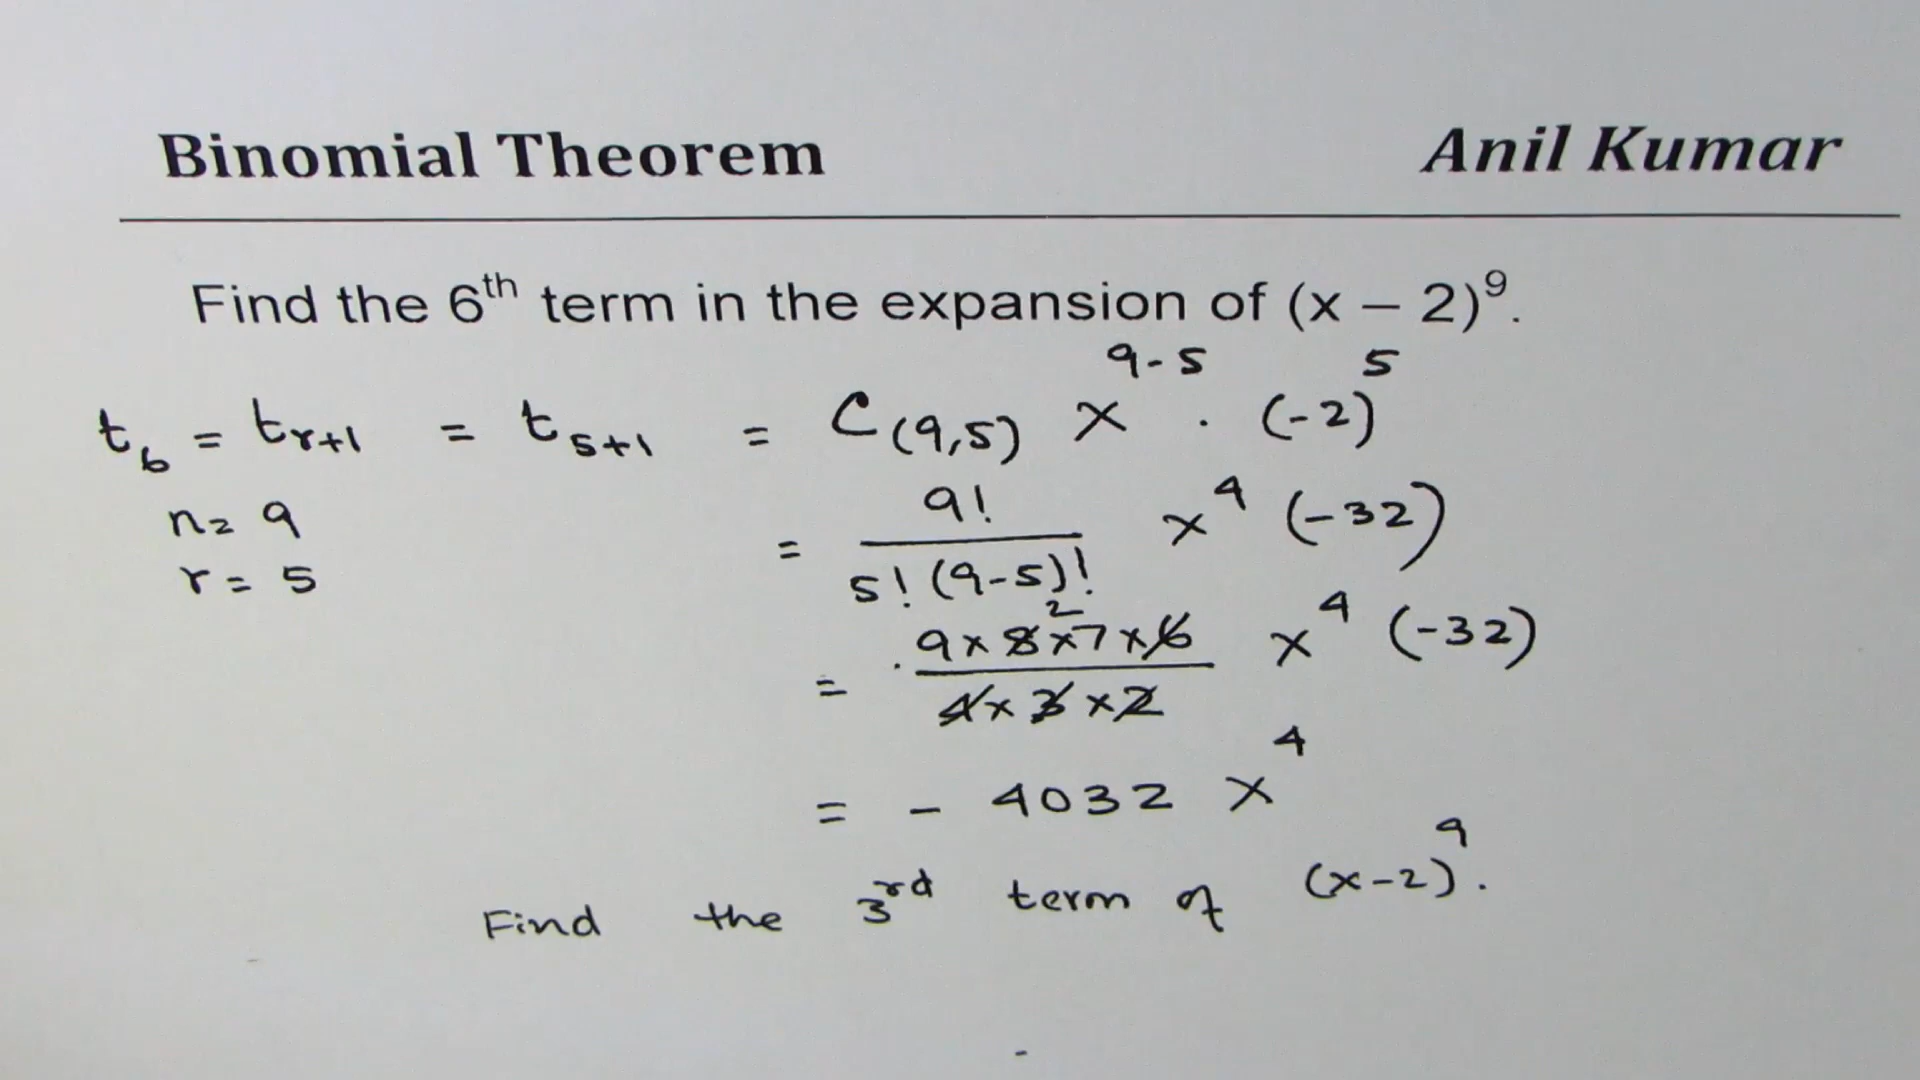 Binomial Theorem Anil Kumar
Find the 6th term in the expansion of (x – 2)⁹.
t₆ = tᵣ₊₁ = t₅₊₁ = C(9,5) x⁹⁻⁵ · (-2)⁵
n = 9
= 9! / 5!(9-5)! x⁴ (-32)
r = 5
= 9 x 8 x 7 x 6 / 4 x 3 x 2 x⁴ (-32)
2
= - 4032 x⁴
Find the 3rd term of (x-2)⁹.